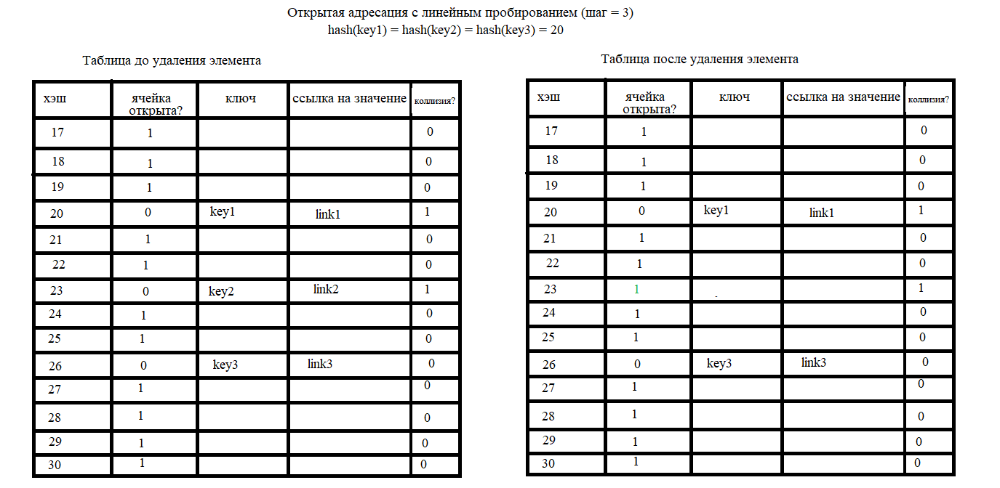 Открытая адресация с линейным пробированием (шаг = 3)
hash(key1) = hash(key2) = hash(key3) = 20
Таблица до удаления элемента
хэш ячейка открыта? ключ ссылка на значение коллизия?
17 1 0
18 1 0
19 1 0
20 0 key1 link1 1
21 1 0
22 1 0
23 0 key2 link2 1
24 1 0
25 1 0
26 0 key3 link3 0
27 1 0
28 1 0
29 1 0
30 1 0
Таблица после удаления элемента
хэш ячейка открыта? ключ ссылка на значение коллизия?
17 1 0
18 1 0
19 1 0
20 0 key1 link1 1
21 1 0
22 1 0
23 1 1
24 1 0
25 1 0
26 0 key3 link3 0
27 1 0
28 1 0
29 1 0
30 1 0